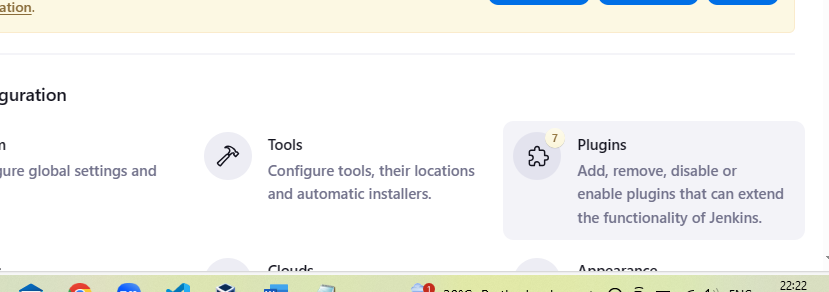 ation.
guration
m
gure global settings and
Tools
Configure tools, their locations
and automatic installers.
7
Plugins
Add, remove, disable or
enable plugins that can extend
the functionality of Jenkins.
Clouds
Appearance
1
22:22